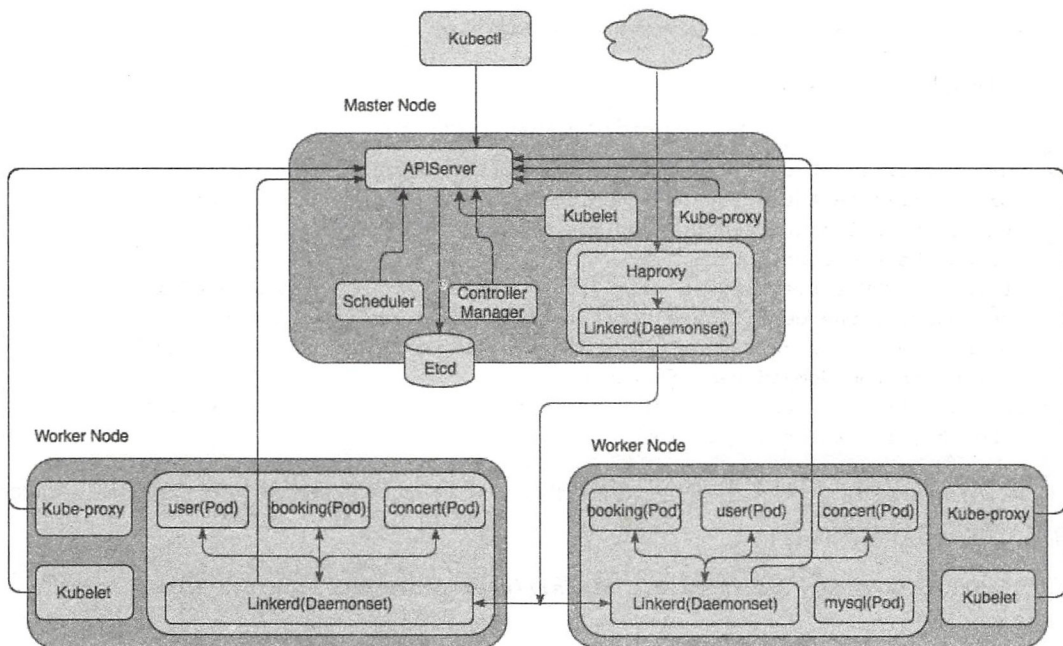 Kubectl
Master Node
APIServer
Kubelet
Kube-proxy
Haproxy
Scheduler
Controller
Manager
Linkerd(Daemonset)
Etcd
Worker Node
Worker Node
Kube-proxy
user(Pod)
booking(Pod)
concert(Pod)
booking(Pod)
user(Pod)
concert(Pod)
Kube-proxy
Kubelet
Linkerd(Daemonset)
Linkerd(Daemonset)
mysql(Pod)
Kubelet